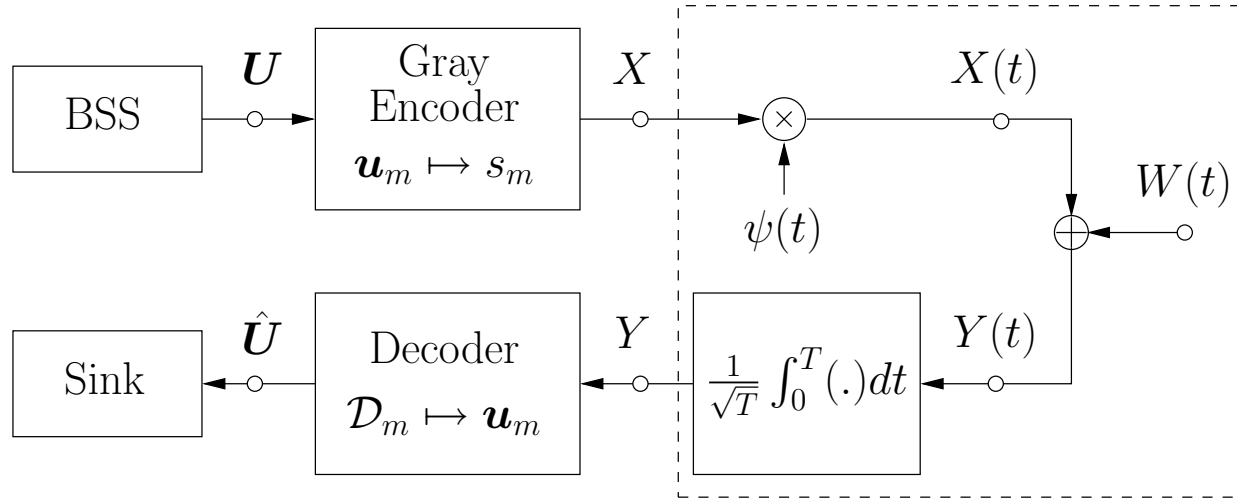 BSS
U
Gray
Encoder
u_m ↦ s_m
X
×
ψ(t)
X(t)
W(t)
Sink
Û
Decoder
𝒟_m ↦ u_m
Y
1/√T ∫_0^T (.)dt
Y(t)